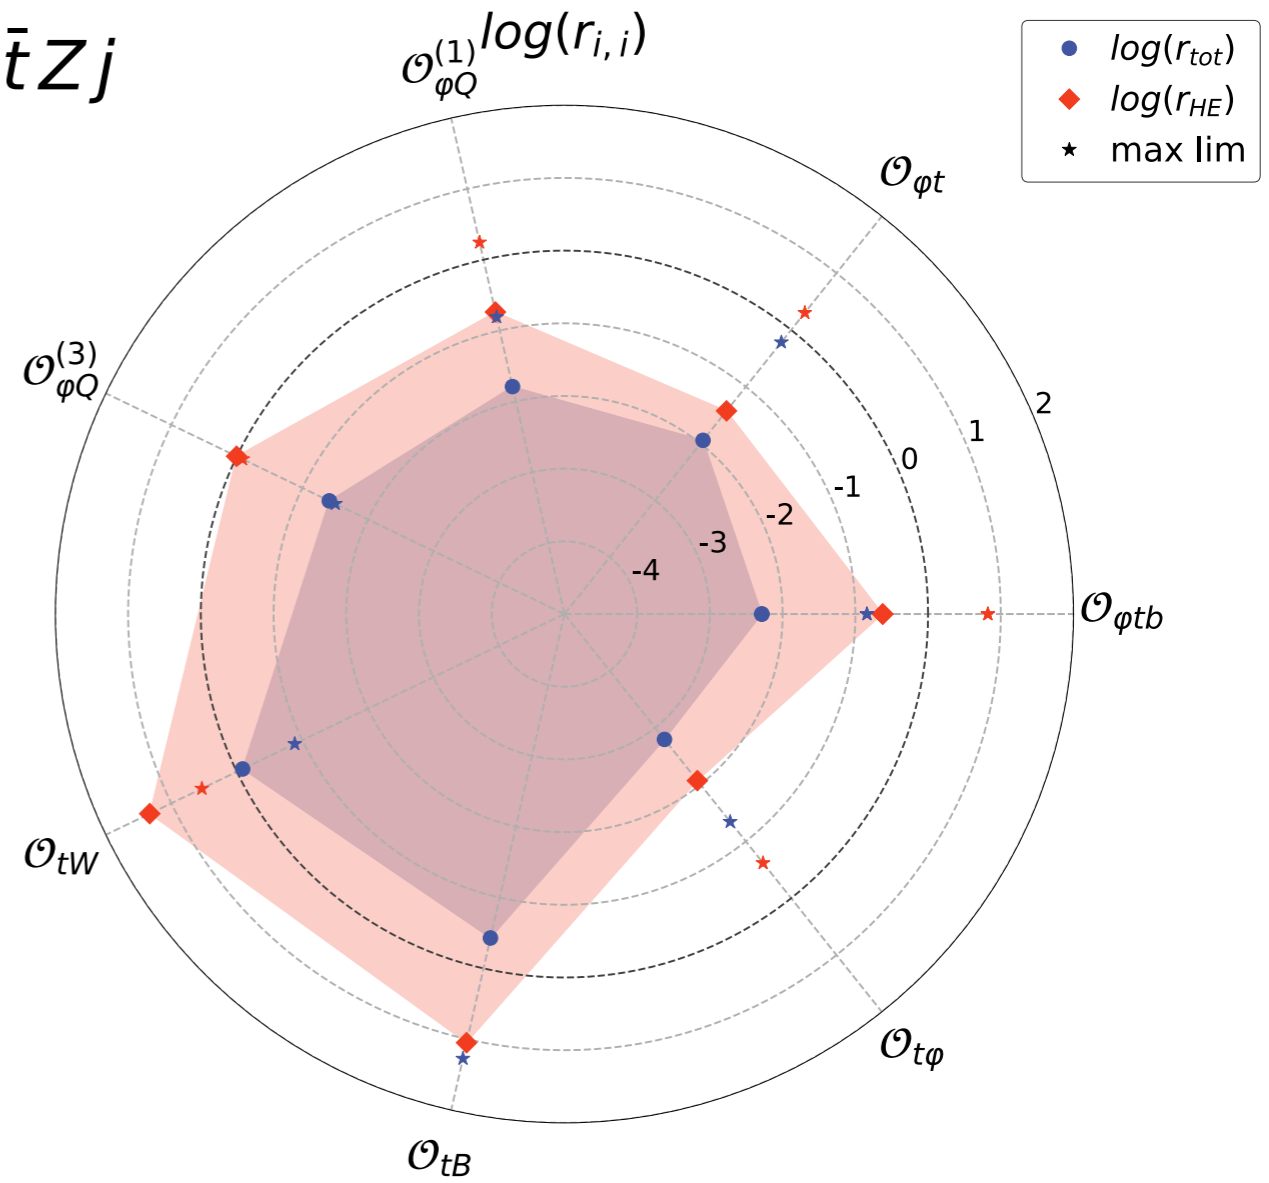 t̄Zj
log(r_{i,i})
log(r_{tot})
log(r_{HE})
max lim
𝒪_{φQ}^{(1)}
𝒪_{φt}
𝒪_{φQ}^{(3)}
2
1
0
-1
-2
-3
-4
𝒪_{φtb}
𝒪_{tW}
𝒪_{tφ}
𝒪_{tB}